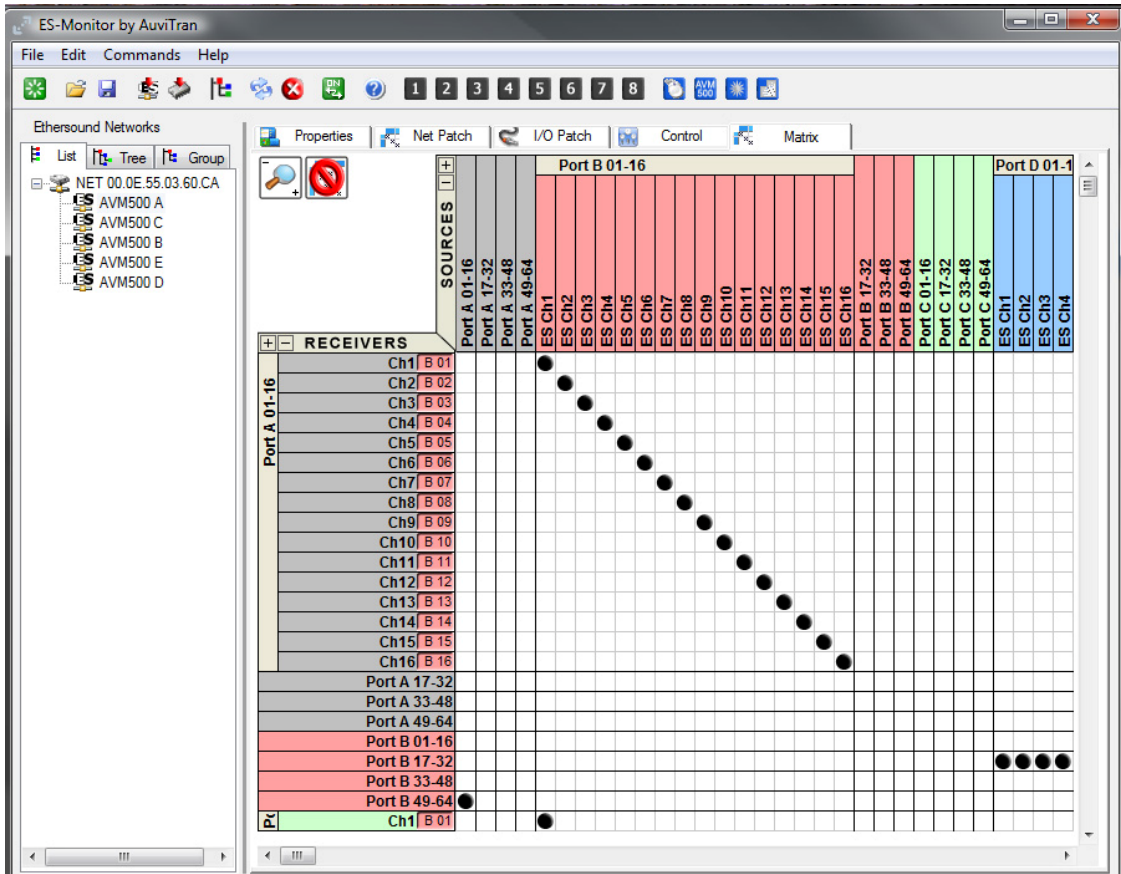 ES-Monitor by AuviTran
File Edit Commands Help
ES ON 1 2 3 4 5 6 7 8 AVM 500
Ethersound Networks
List Tree Group
NET 00.0E.55.03.60.CA
AVM500 A
AVM500 C
AVM500 B
AVM500 E
AVM500 D
Properties Net Patch I/O Patch Control Matrix
SOURCES
Port A 01-16
Port A 17-32
Port A 33-48
Port A 49-64
Port B 01-16
ES Ch1
ES Ch2
ES Ch3
ES Ch4
ES Ch5
ES Ch6
ES Ch7
ES Ch8
ES Ch9
ES Ch10
ES Ch11
ES Ch12
ES Ch13
ES Ch14
ES Ch15
ES Ch16
Port B 17-32
Port B 33-48
Port B 49-64
Port C 01-16
Port C 17-32
Port C 33-48
Port C 49-64
Port D 01-1
ES Ch1
ES Ch2
ES Ch3
ES Ch4
RECEIVERS
Port A 01-16
Ch1 B 01
Ch2 B 02
Ch3 B 03
Ch4 B 04
Ch5 B 05
Ch6 B 06
Ch7 B 07
Ch8 B 08
Ch9 B 09
Ch10 B 10
Ch11 B 11
Ch12 B 12
Ch13 B 13
Ch14 B 14
Ch15 B 15
Ch16 B 16
Port A 17-32
Port A 33-48
Port A 49-64
Port B 01-16
Port B 17-32
Port B 33-48
Port B 49-64
Ch1 B 01